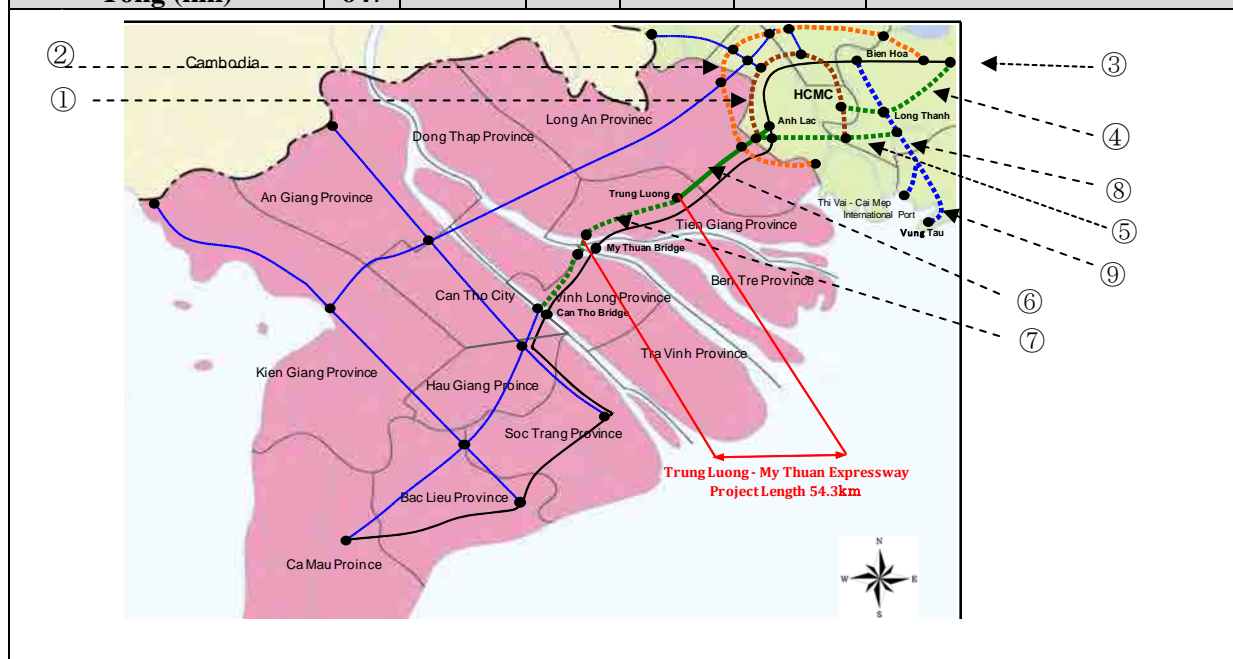 ②
Cambodia
①
Bien Hoa
③
HCMC
Long An Provinec
Dong Thap Province
Anh Lac
Long Thanh
④
An Giang Province
Trung Luong
⑧
Thi Vai - Cai Mep
International Port
Vung Tau
⑤
Tien Giang Province
My Thuan Bridge
⑨
Ben Tre Province
Can Tho City
Vinh Long Province
Can Tho Bridge
⑥
⑦
Tra Vinh Province
Kien Giang Province
Hau Giang Proince
Soc Trang Province
Trung Luong - My Thuan Expressway
Project Length 54.3km
Bac Lieu Province
Ca Mau Proince
N
W E
S